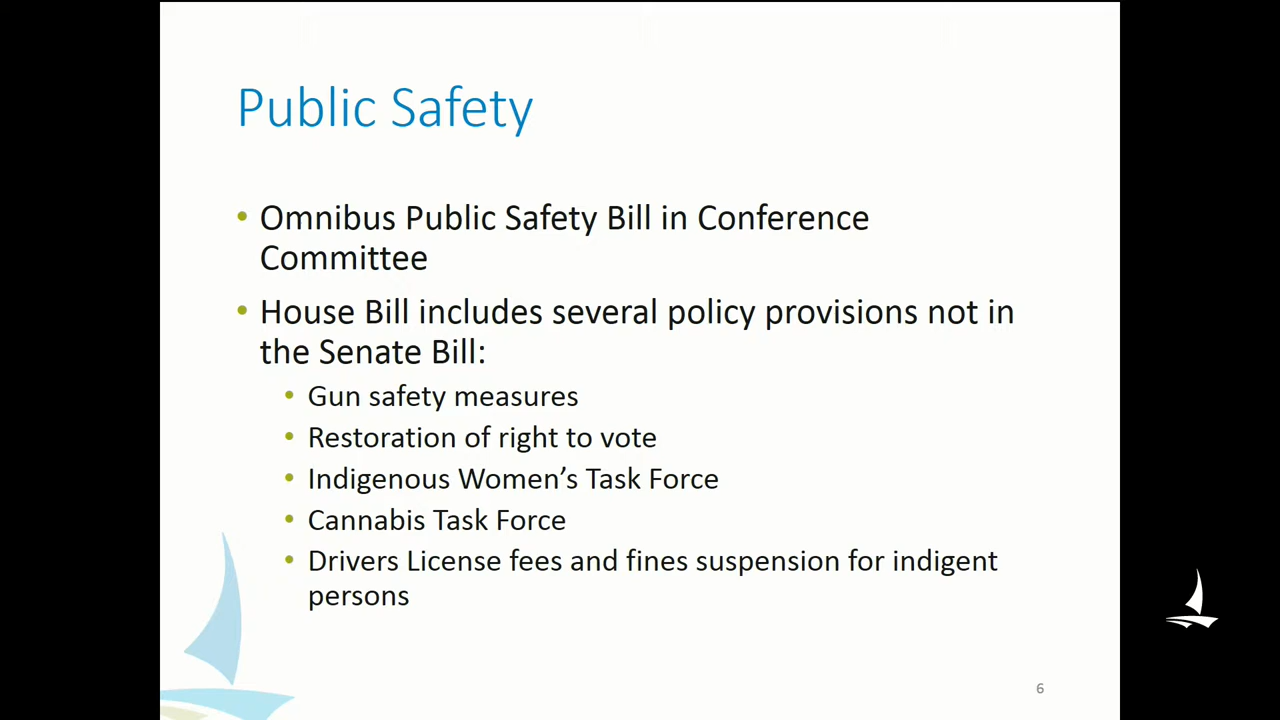 Public Safety
• Omnibus Public Safety Bill in Conference
Committee
• House Bill includes several policy provisions not in
the Senate Bill:
• Gun safety measures
• Restoration of right to vote
• Indigenous Women’s Task Force
• Cannabis Task Force
• Drivers License fees and fines suspension for indigent
persons
6